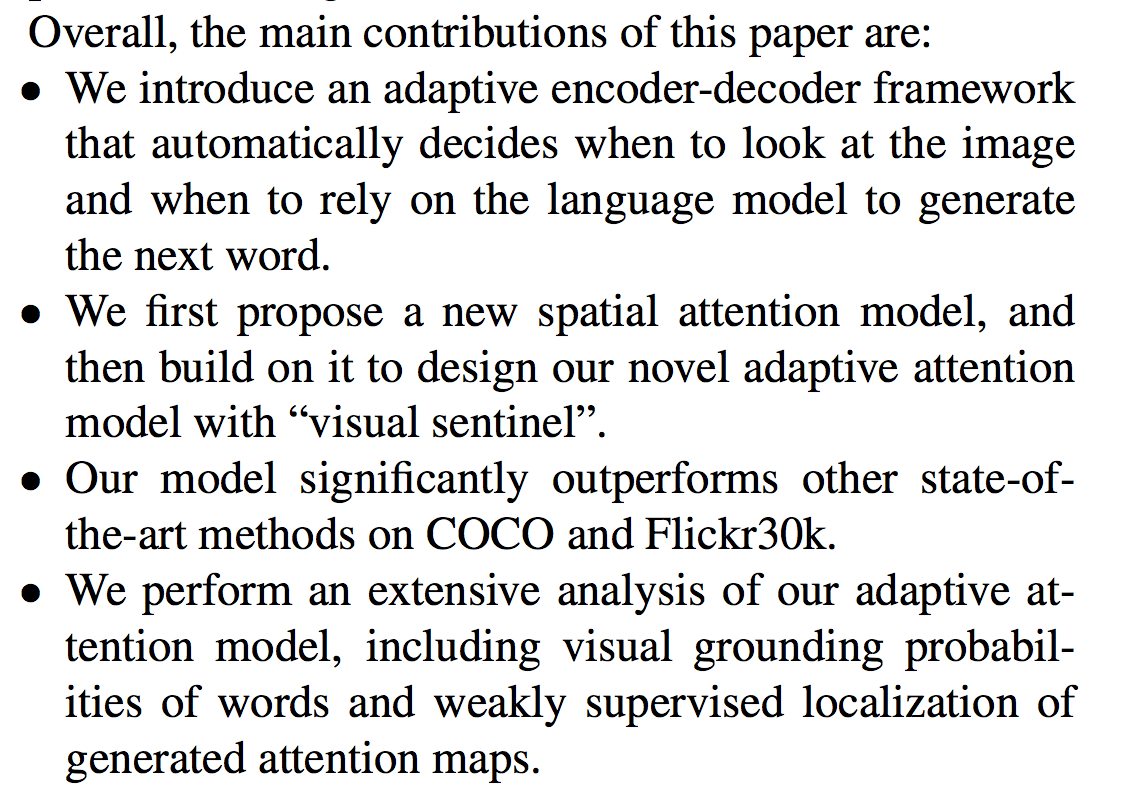 Overall, the main contributions of this paper are:
• We introduce an adaptive encoder-decoder framework
that automatically decides when to look at the image
and when to rely on the language model to generate
the next word.
• We first propose a new spatial attention model, and
then build on it to design our novel adaptive attention
model with “visual sentinel”.
• Our model significantly outperforms other state-of-
the-art methods on COCO and Flickr30k.
• We perform an extensive analysis of our adaptive at-
tention model, including visual grounding probabil-
ities of words and weakly supervised localization of
generated attention maps.